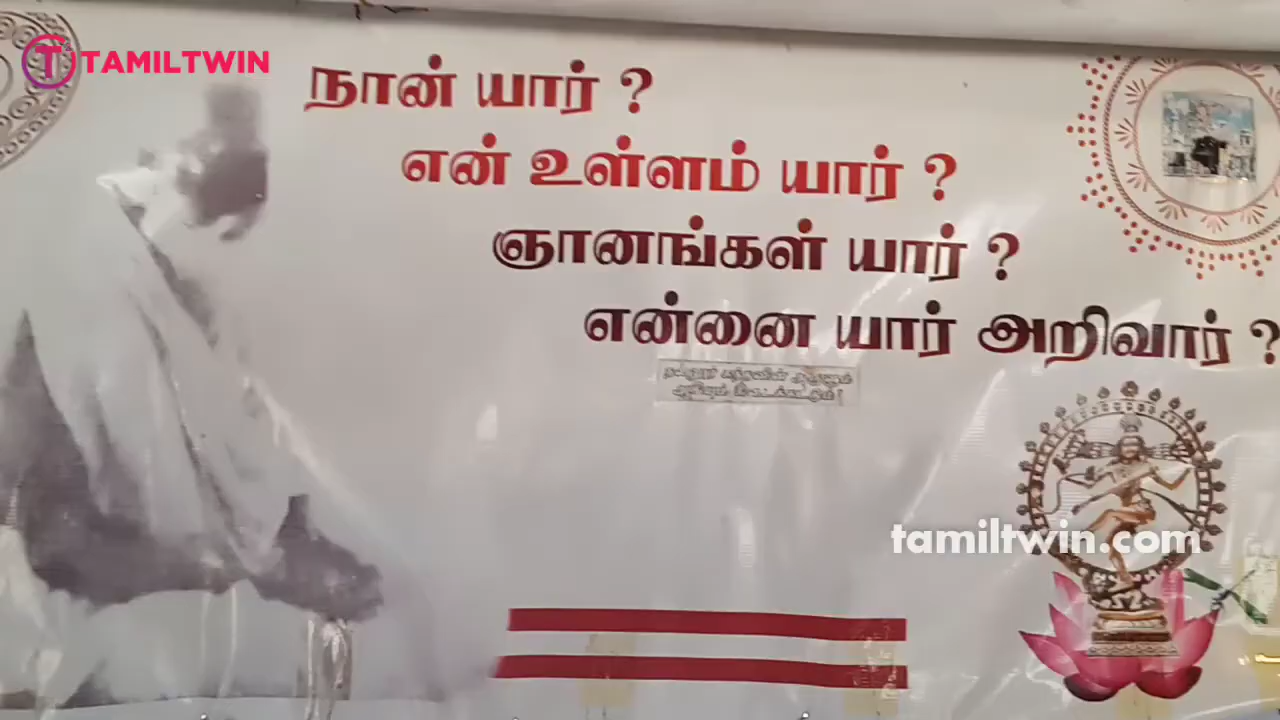 TAMILTWIN
நான் யார் ?
என் உள்ளம் யார் ?
ஞானங்கள் யார் ?
என்னை யார் அறிவார் ?
tamiltwin.com